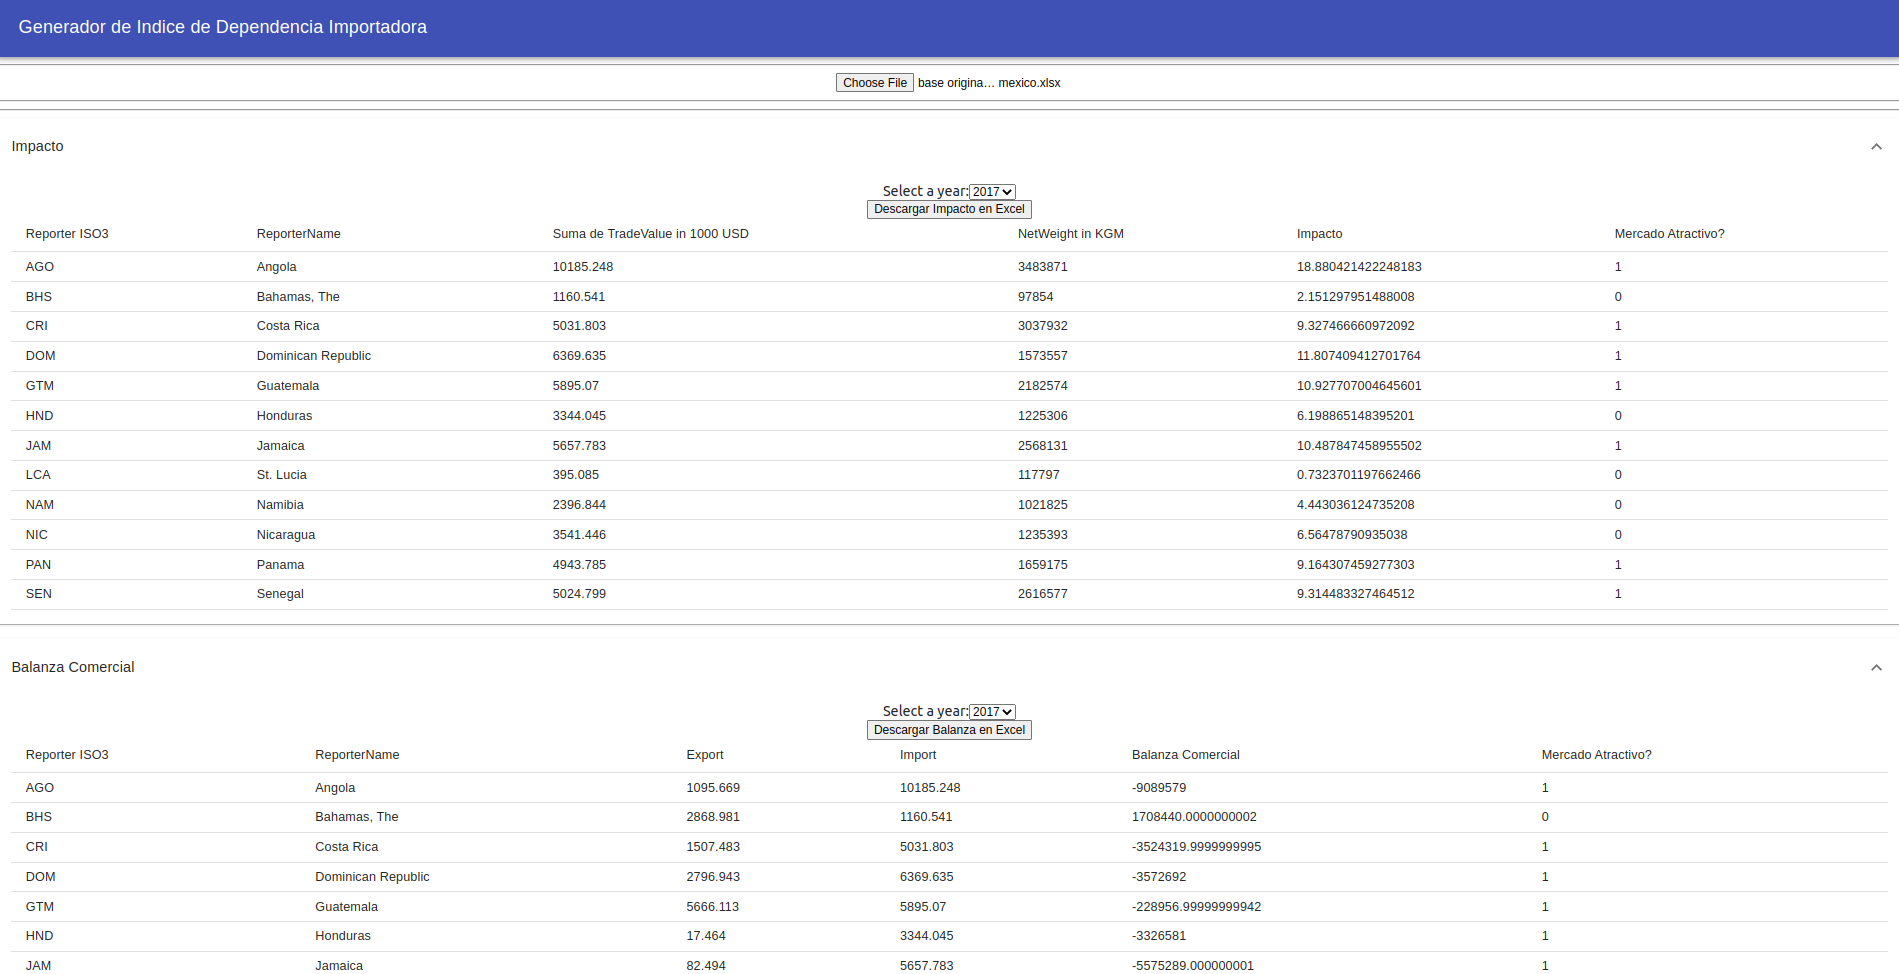 Generador de Indice de Dependencia Importadora
Choose File base origina… mexico.xlsx
Impacto
Select a year: 2017
Descargar Impacto en Excel
Reporter ISO3 ReporterName Suma de TradeValue in 1000 USD NetWeight in KGM Impacto Mercado Atractivo?
AGO Angola 10185.248 3483871 18.880421422248183 1
BHS Bahamas, The 1160.541 97854 2.151297951488008 0
CRI Costa Rica 5031.803 3037932 9.327466660972092 1
DOM Dominican Republic 6369.635 1573557 11.807409412701764 1
GTM Guatemala 5895.07 2182574 10.927707004645601 1
HND Honduras 3344.045 1225306 6.198865148395201 0
JAM Jamaica 5657.783 2568131 10.487847458955502 1
LCA St. Lucia 395.085 117797 0.7323701197662466 0
NAM Namibia 2396.844 1021825 4.443036124735208 0
NIC Nicaragua 3541.446 1235393 6.56478790935038 0
PAN Panama 4943.785 1659175 9.164307459277303 1
SEN Senegal 5024.799 2616577 9.314483327464512 1
Balanza Comercial
Select a year: 2017
Descargar Balanza en Excel
Reporter ISO3 ReporterName Export Import Balanza Comercial Mercado Atractivo?
AGO Angola 1095.669 10185.248 -9089579 1
BHS Bahamas, The 2868.981 1160.541 1708440.0000000002 0
CRI Costa Rica 1507.483 5031.803 -3524319.9999999995 1
DOM Dominican Republic 2796.943 6369.635 -3572692 1
GTM Guatemala 5666.113 5895.07 -228956.99999999942 1
HND Honduras 17.464 3344.045 -3326581 1
JAM Jamaica 82.494 5657.783 -5575289.000000001 1